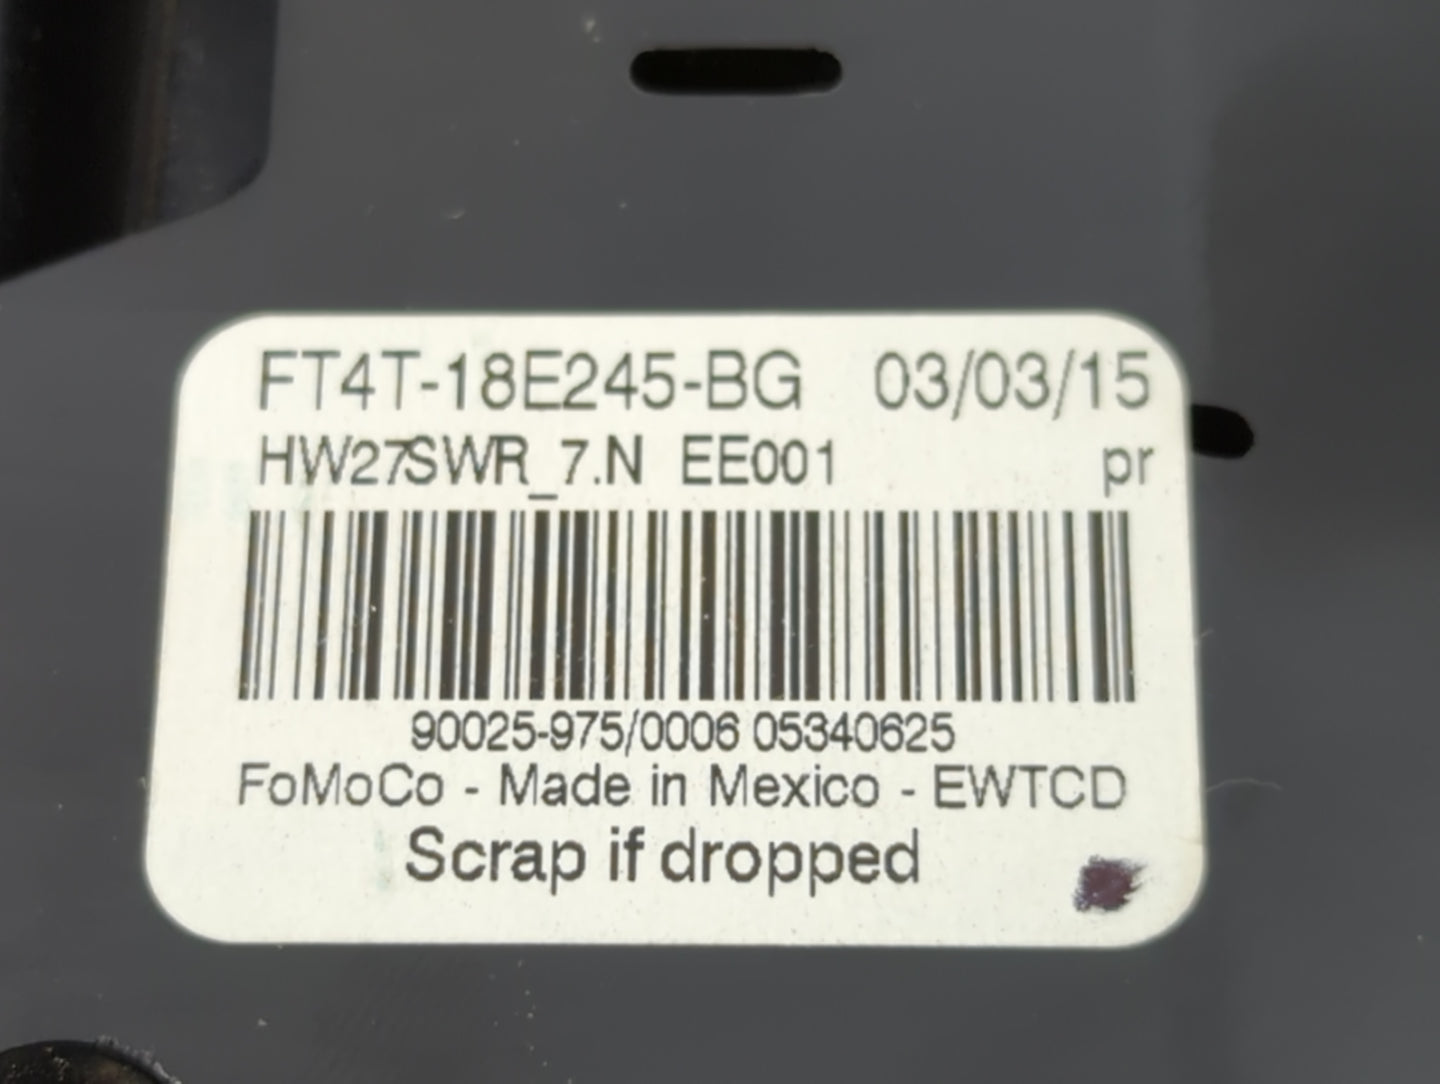 FT4T-18E245-BG 03/03/15
HW27SWR_7.N EE001 pr
90025-975/0006 05340625
FoMoCo - Made in Mexico - EWTCD
Scrap if dropped